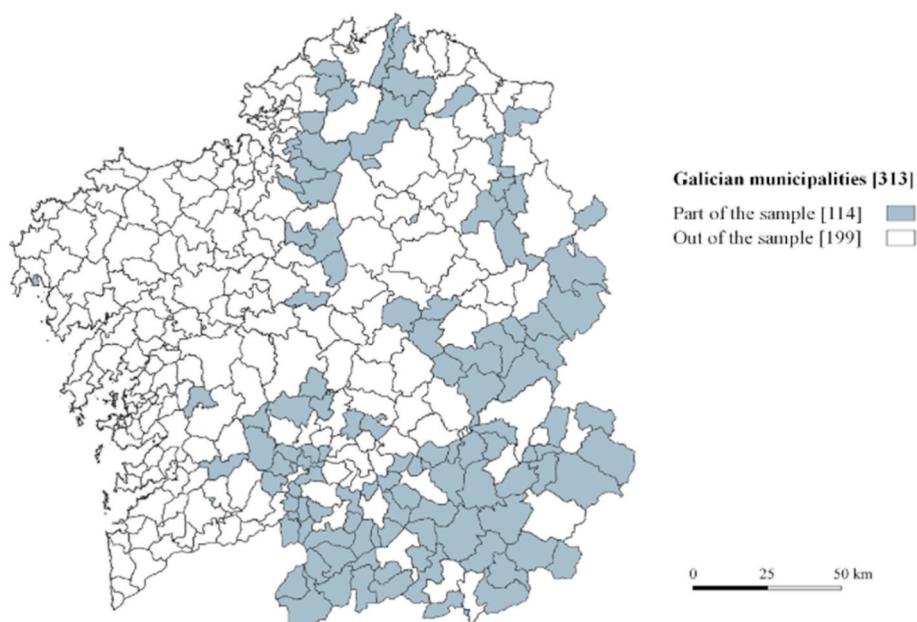 Galician municipalities [313]
Part of the sample [114]
Out of the sample [199]
0 25 50 km